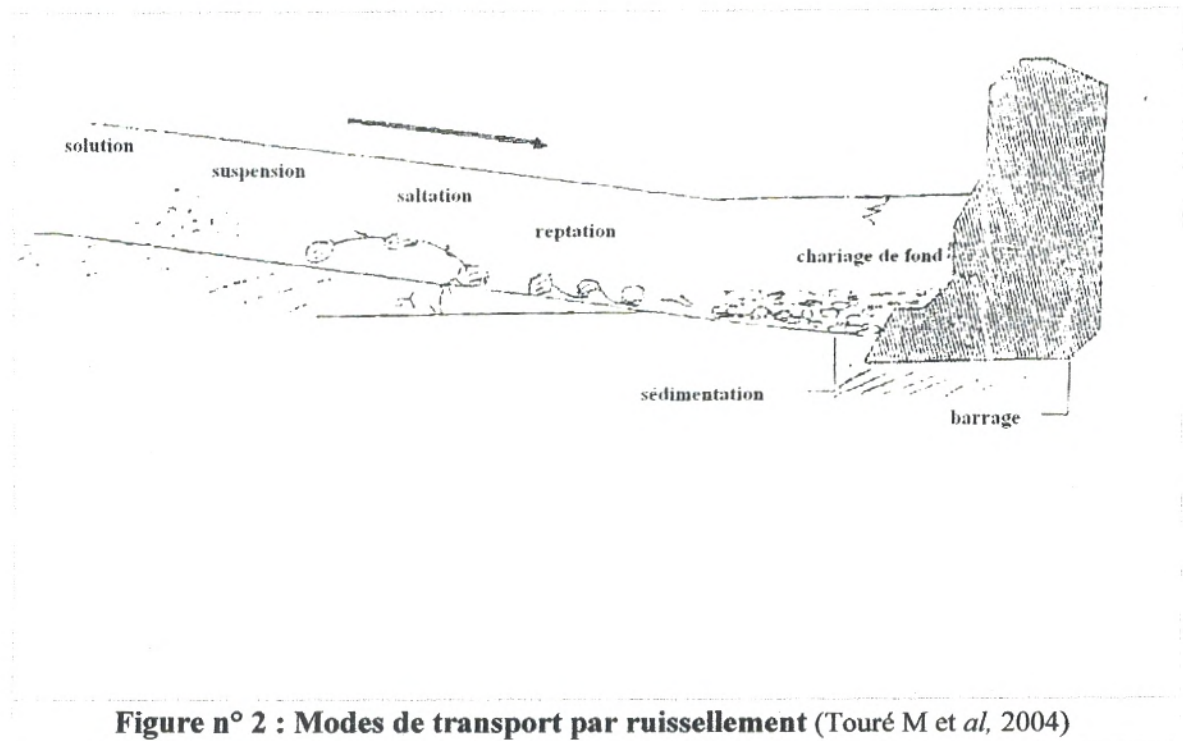 solution
suspension
saltation
reptation
chariage de fond
sédimentation
barrage
Figure n° 2 : Modes de transport par ruissellement (Touré M et al, 2004)